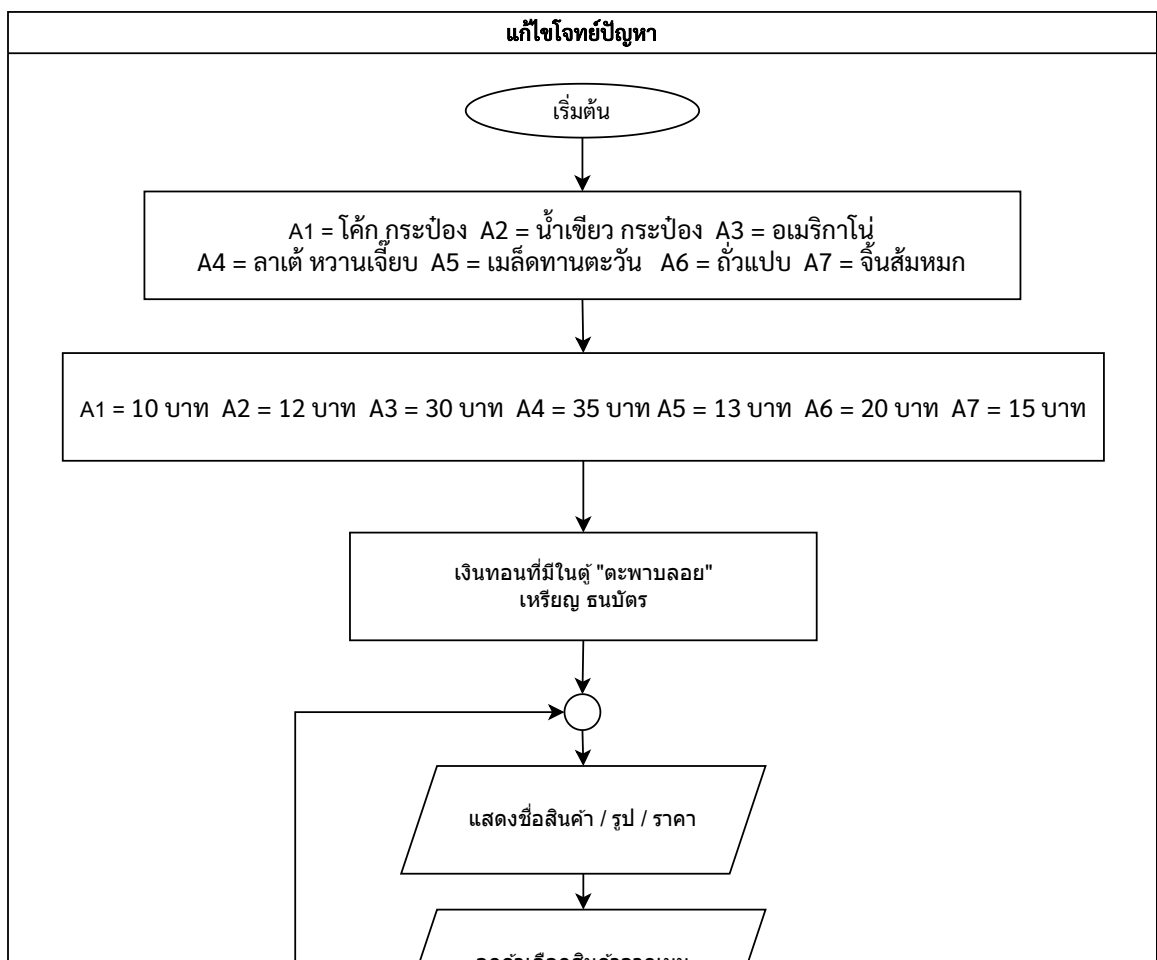 แก้ไขโจทย์ปัญหา
เริ่มต้น
A1 = โค้ก กระป๋อง A2 = น้ำเขียว กระป๋อง A3 = อเมริกาโน่
A4 = ลาเต้ หวานเจี๊ยบ A5 = เมล็ดทานตะวัน A6 = ถั่วแปบ A7 = จิ้นส้มหมก
A1 = 10 บาท A2 = 12 บาท A3 = 30 บาท A4 = 35 บาท A5 = 13 บาท A6 = 20 บาท A7 = 15 บาท
เงินทอนที่มีในตู้ "ตะพาบลอย"
เหรียญ ธนบัตร
แสดงชื่อสินค้า / รูป / ราคา